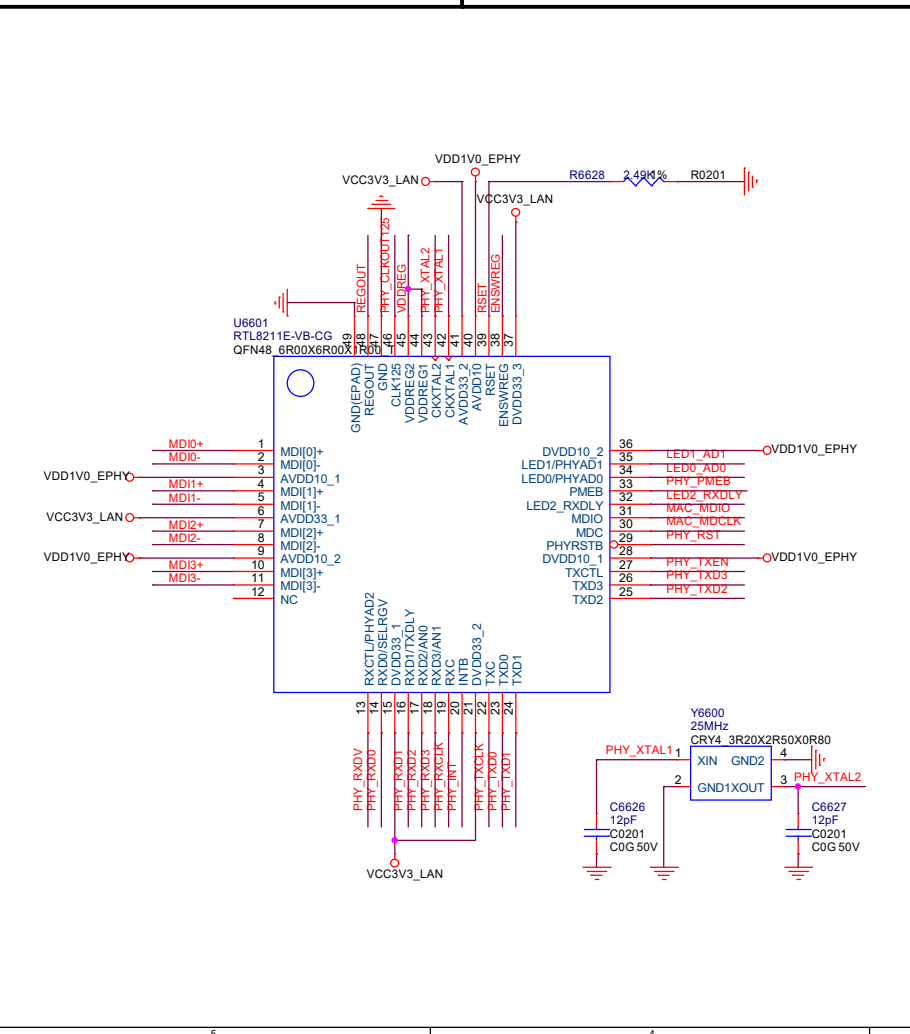 VDD1V0_EPHY
VCC3V3_LAN
R6628
2.49K1%
R0201
VCC3V3_LAN
REGOUT
PHY_CLKOUT125
VDDREG
PHY_XTAL2
PHY_XTAL1
RSET
ENSWREG
U6601
RTL8211E-VB-CG
QFN48_6R00X6R00X1R00_1
49
48
47
46
45
44
43
42
41
40
39
38
37
GND(EPAD)
REGOUT
GND
CLK125
VDDREG2
VDDREG1
CKXTAL2
CKXTAL1
AVDD33_2
AVDD10
RSET
ENSWREG
DVDD33_3
MDI0+ 1 MDI[0]+
MDI0- 2 MDI[0]-
VDD1V0_EPHY 3 AVDD10_1
MDI1+ 4 MDI[1]+
MDI1- 5 MDI[1]-
VCC3V3_LAN 6 AVDD33_1
MDI2+ 7 MDI[2]+
MDI2- 8 MDI[2]-
VDD1V0_EPHY 9 AVDD10_2
MDI3+ 10 MDI[3]+
MDI3- 11 MDI[3]-
12 NC
DVDD10_2 36 VDD1V0_EPHY
LED1/PHYAD1 35 LED1_AD1
LED0/PHYAD0 34 LED0_AD0
PMEB 33 PHY_PMEB
LED2_RXDLY 32 LED2_RXDLY
MDIO 31 MAC_MDIO
MDC 30 MAC_MDCLK
PHYRSTB 29 PHY_RST
DVDD10_1 28 VDD1V0_EPHY
TXCTL 27 PHY_TXEN
TXD3 26 PHY_TXD3
TXD2 25 PHY_TXD2
RXCTL/PHYAD2
RXD0/SELRGV
DVDD33_1
RXD1/TXDLY
RXD2/AN0
RXD3/AN1
RXC
INTB
DVDD33_2
TXC
TXD0
TXD1
13
14
15
16
17
18
19
20
21
22
23
24
PHY_RXDV
PHY_RXD0
PHY_RXD1
PHY_RXD2
PHY_RXD3
PHY_RXCLK
PHY_INT
PHY_TXCLK
PHY_TXD0
PHY_TXD1
VCC3V3_LAN
Y6600
25MHz
CRY4_3R20X2R50X0R80
PHY_XTAL1 1 XIN GND2 4
2 GND1 XOUT 3 PHY_XTAL2
C6626
12pF
C0201
C0G 50V
C6627
12pF
C0201
C0G 50V
5
4